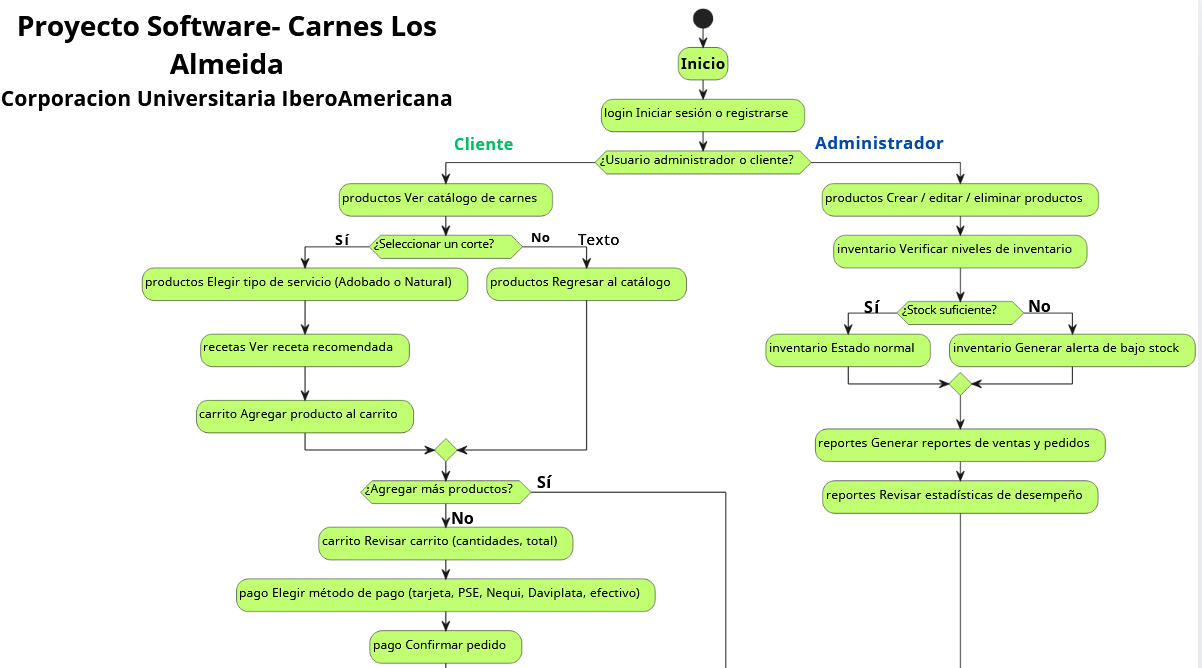 Proyecto Software- Carnes Los
Almeida
Corporacion Universitaria IberoAmericana
Inicio
login Iniciar sesión o registrarse
¿Usuario administrador o cliente?
Cliente
Administrador
productos Ver catálogo de carnes
¿Seleccionar un corte?
Sí
No
Texto
productos Elegir tipo de servicio (Adobado o Natural)
productos Regresar al catálogo
recetas Ver receta recomendada
carrito Agregar producto al carrito
¿Agregar más productos?
Sí
No
carrito Revisar carrito (cantidades, total)
pago Elegir método de pago (tarjeta, PSE, Nequi, Daviplata, efectivo)
pago Confirmar pedido
productos Crear / editar / eliminar productos
inventario Verificar niveles de inventario
¿Stock suficiente?
Sí
No
inventario Estado normal
inventario Generar alerta de bajo stock
reportes Generar reportes de ventas y pedidos
reportes Revisar estadísticas de desempeño